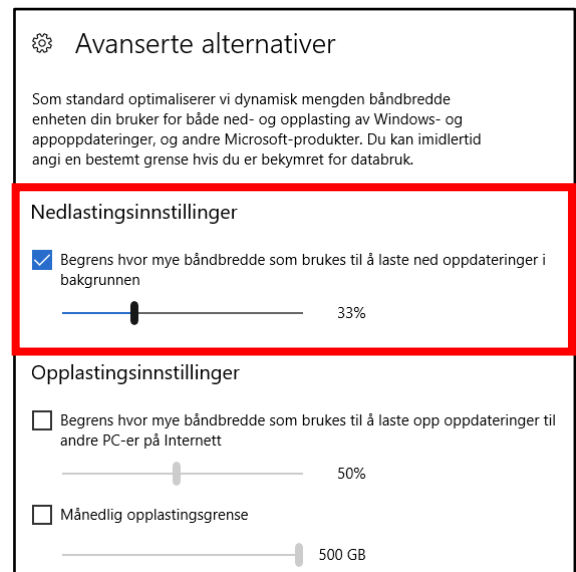 Avanserte alternativer
Som standard optimaliserer vi dynamisk mengden båndbredde
enheten din bruker for både ned- og opplasting av Windows- og
appoppdateringer, og andre Microsoft-produkter. Du kan imidlertid
angi en bestemt grense hvis du er bekymret for databruk.
Nedlastingsinnstillinger
Begrens hvor mye båndbredde som brukes til å laste ned oppdateringer i
bakgrunnen
33%
Opplastingsinnstillinger
Begrens hvor mye båndbredde som brukes til å laste opp oppdateringer til
andre PC-er på Internett
50%
Månedlig opplastingsgrense
500 GB